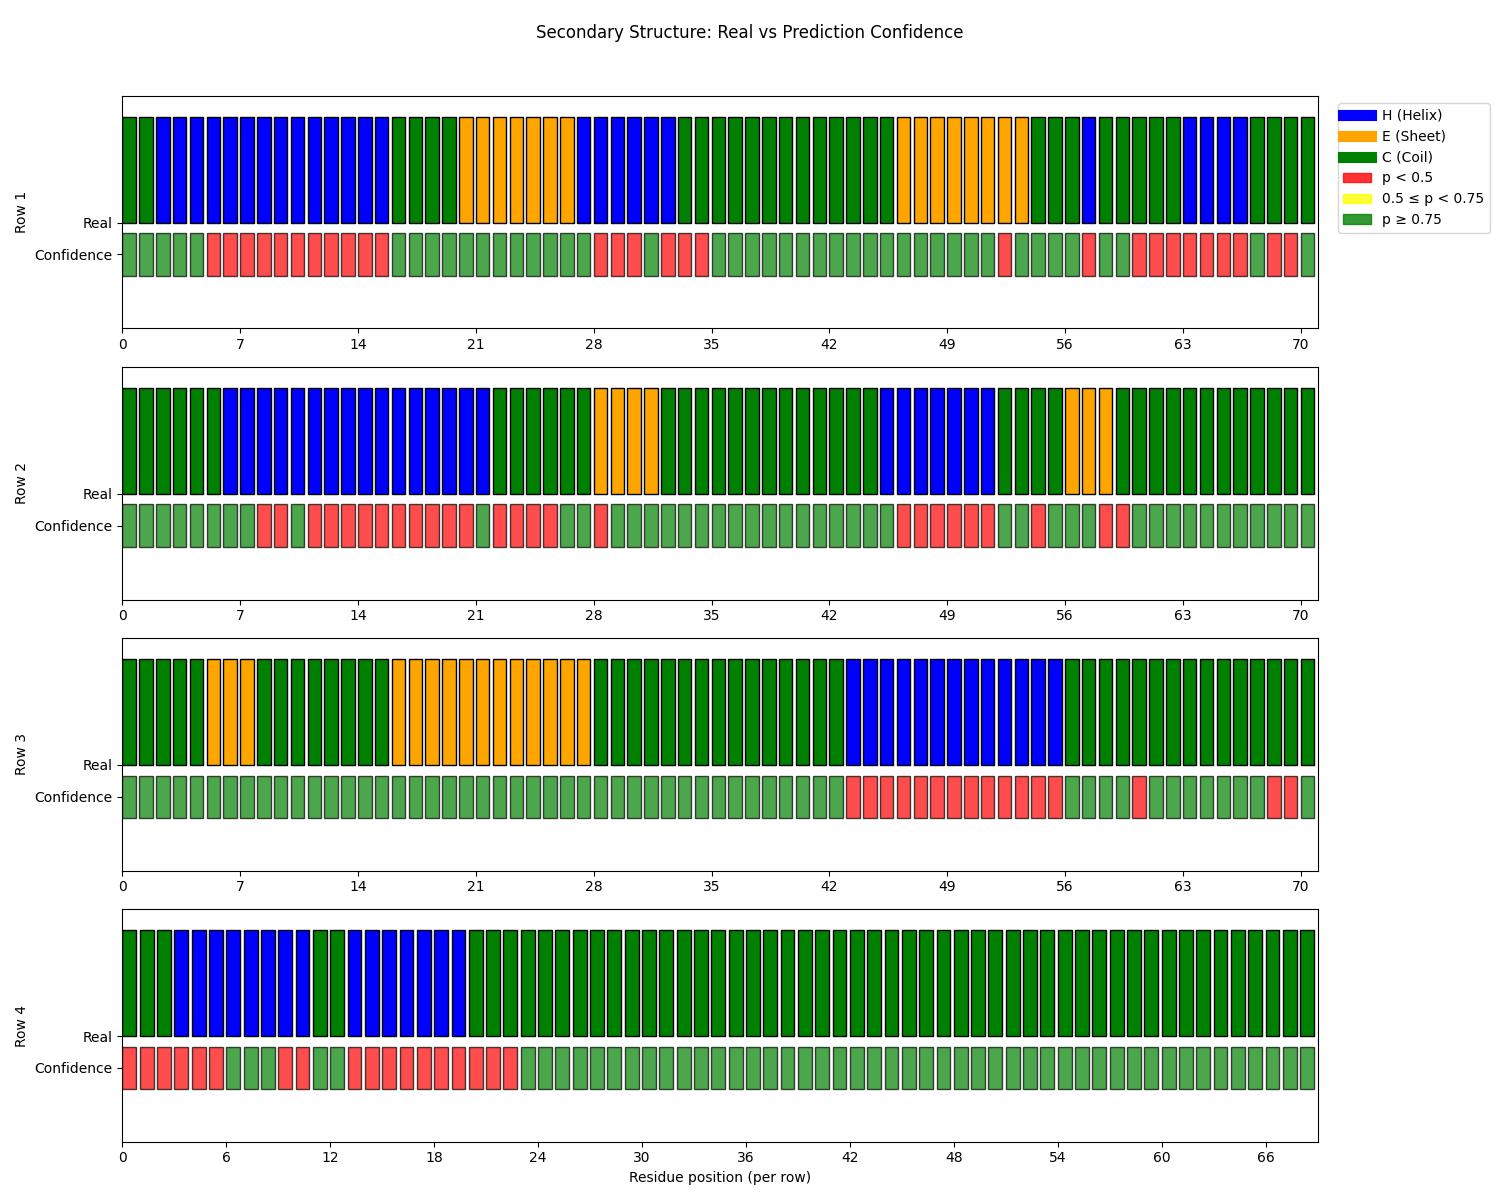 Secondary Structure: Real vs Prediction Confidence
H (Helix)
E (Sheet)
C (Coil)
p < 0.5
0.5 ≤ p < 0.75
p ≥ 0.75
Row 1
Real
Confidence
0 7 14 21 28 35 42 49 56 63 70
Row 2
Real
Confidence
0 7 14 21 28 35 42 49 56 63 70
Row 3
Real
Confidence
0 7 14 21 28 35 42 49 56 63 70
Row 4
Real
Confidence
0 6 12 18 24 30 36 42 48 54 60 66
Residue position (per row)